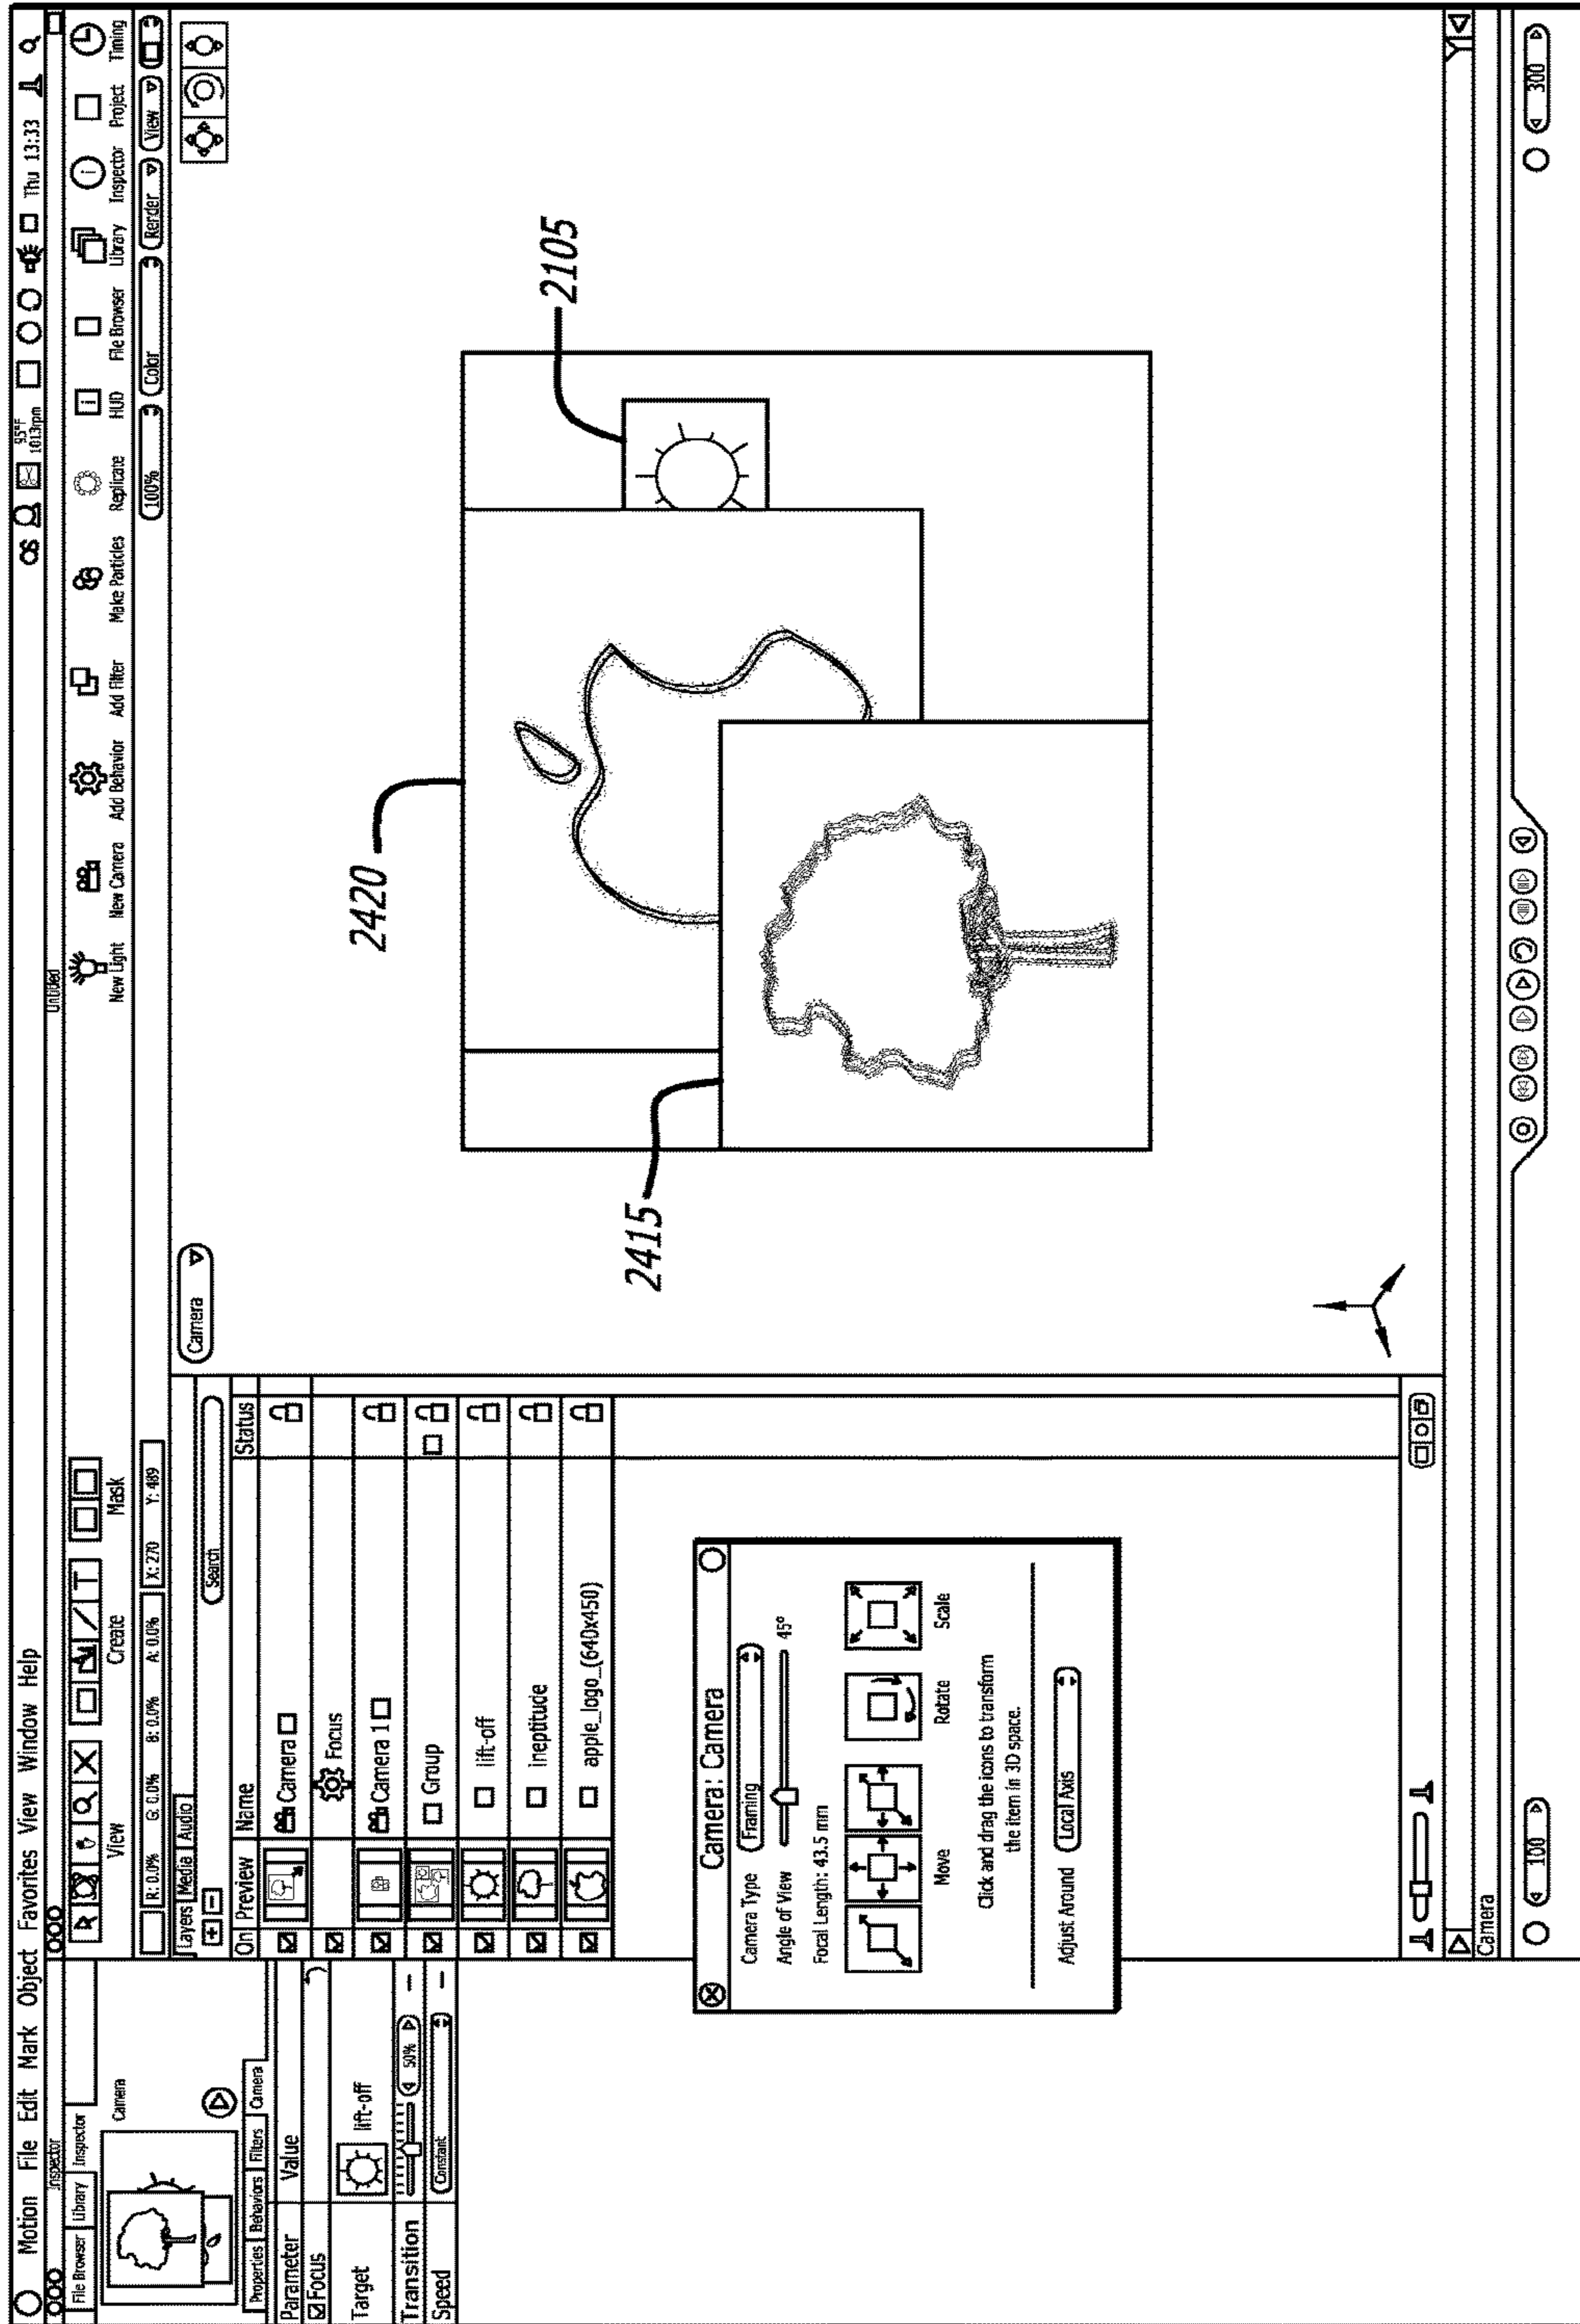 Motion File Edit Mark Object Favorites View Window Help
95°F
1013rpm
Thu 13:33
Inspector
Untitled
File Browser Library Inspector
Camera
Properties Behaviors Filters Camera
Parameter Value
Focus
Target lift-off
Transition 50%
Speed Constant
View Create Mask
New Light New Camera Add Behavior Add Filter Make Particles Replicate HUD File Browser Library Inspector Project Timing
R: 0.0% G: 0.0% B: 0.0% A: 0.0% X: 270 Y: 489
100% Color Render View
Layers Media Audio
Search
On Preview Name Status
Camera
Focus
Camera 1
Group
lift-off
ineptitude
apple_logo_(640x450)
Camera: Camera
Camera Type Framing
Angle of View 45°
Focal Length: 43.5 mm
Move Rotate Scale
Click and drag the icons to transform
the item in 3D space.
Adjust Around Local Axis
Camera
2420
2105
2415
Camera
100
300